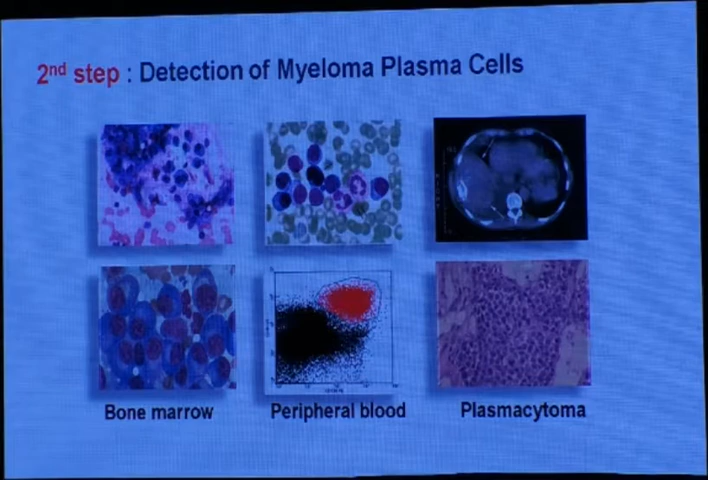 2nd step : Detection of Myeloma Plasma Cells
Bone marrow
Peripheral blood
Plasmacytoma